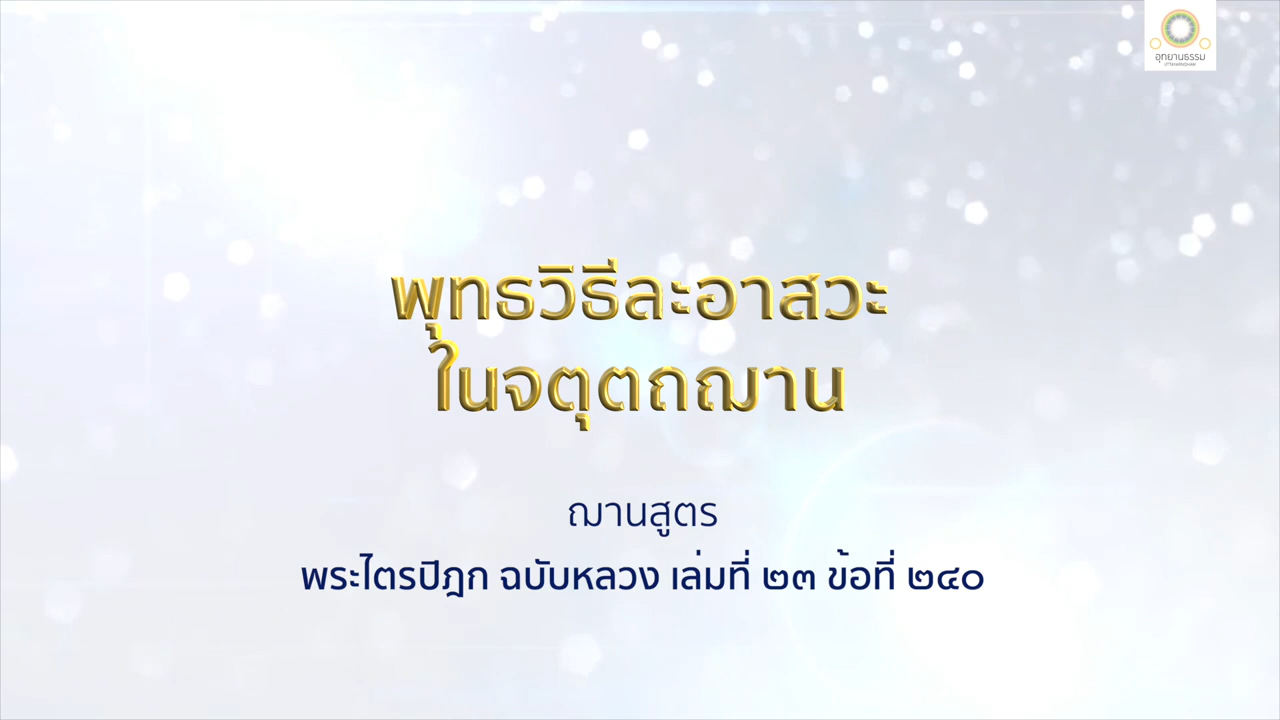 อุทยานธรรม
UTTAYARNDHAM
พุทธวิธีละอาสวะ
ในจตุตถฌาน
ฌานสูตร
พระไตรปิฎก ฉบับหลวง เล่มที่ ๒๓ ข้อที่ ๒๔๐